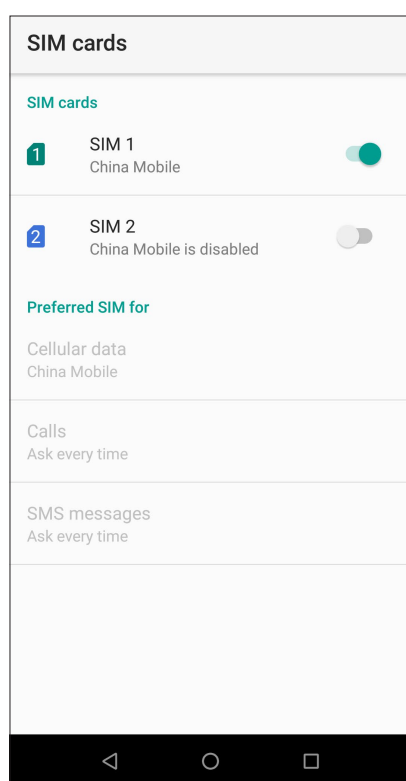 SIM cards
SIM cards
1
SIM 1
China Mobile
2
SIM 2
China Mobile is disabled
Preferred SIM for
Cellular data
China Mobile
Calls
Ask every time
SMS messages
Ask every time